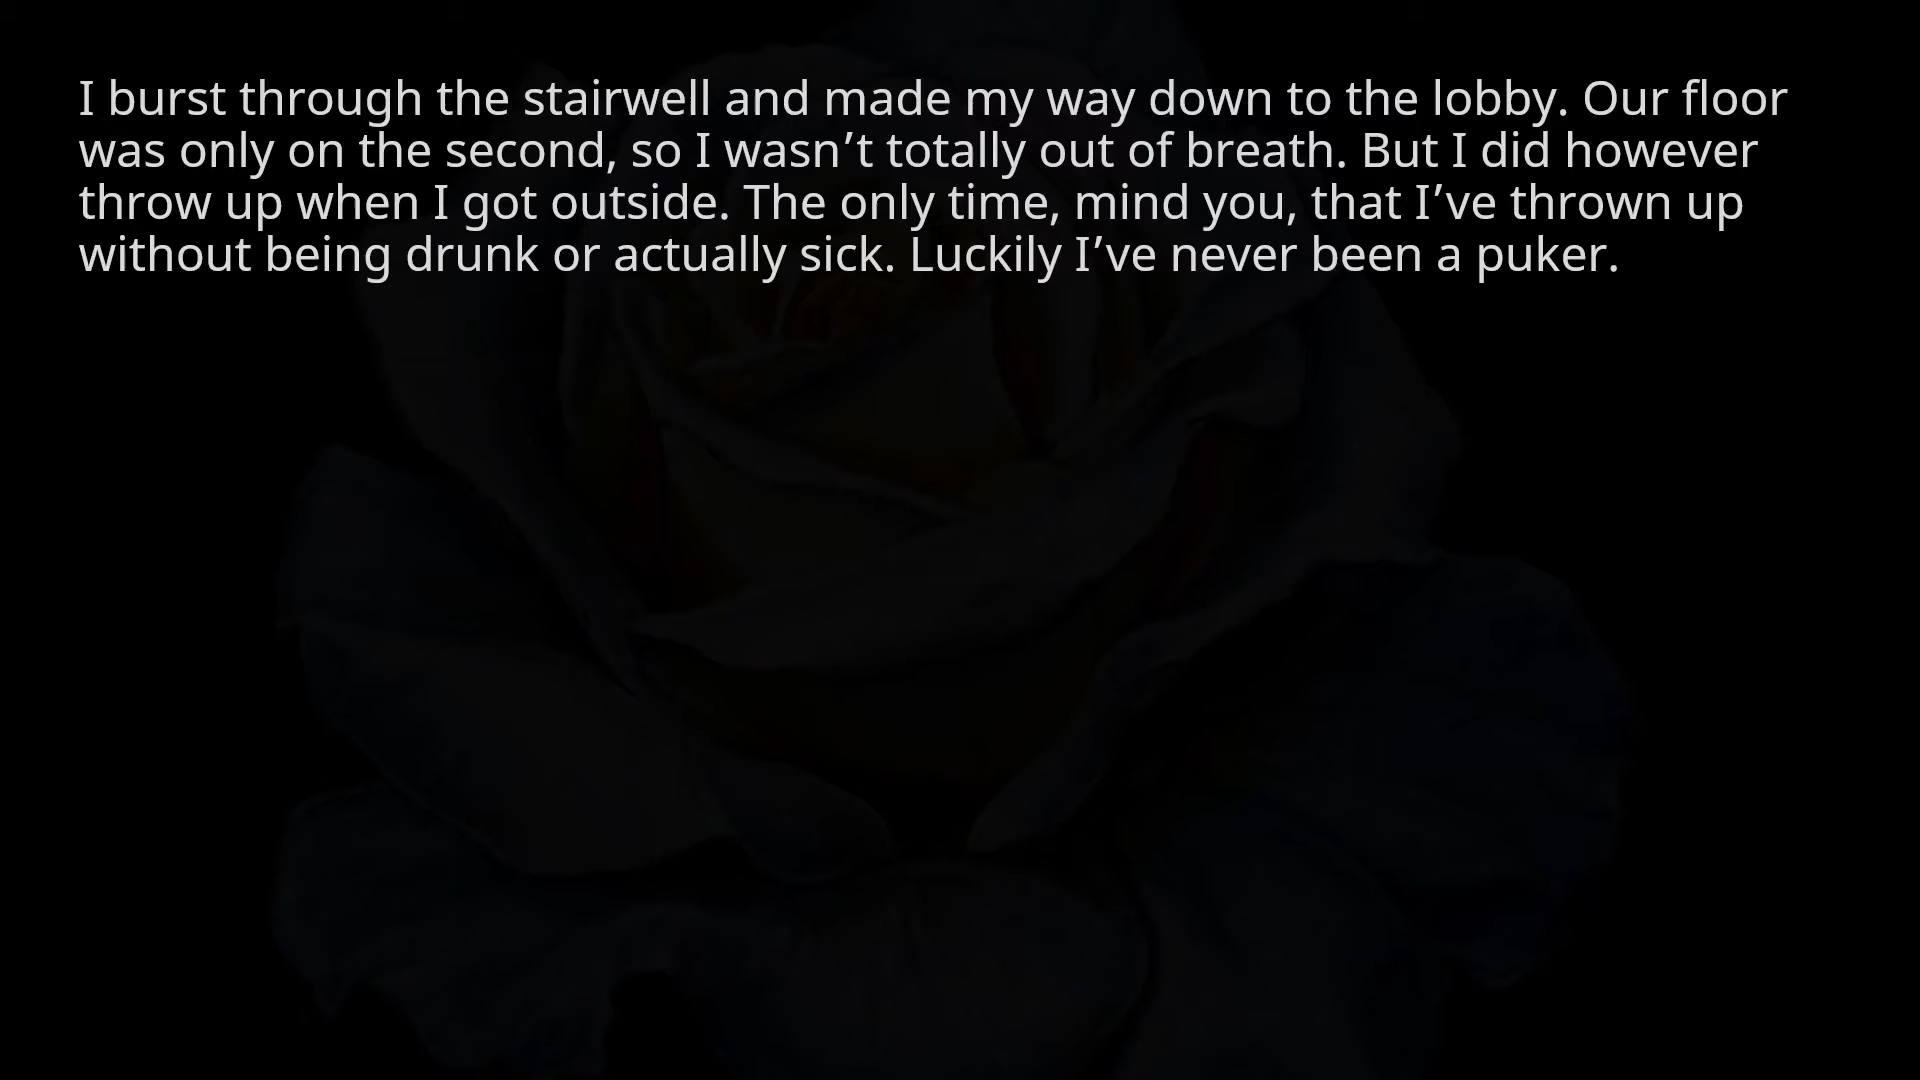 I burst through the stairwell and made my way down to the lobby. Our floor
was only on the second, so I wasn’t totally out of breath. But I did however
throw up when I got outside. The only time, mind you, that I’ve thrown up
without being drunk or actually sick. Luckily I’ve never been a puker.